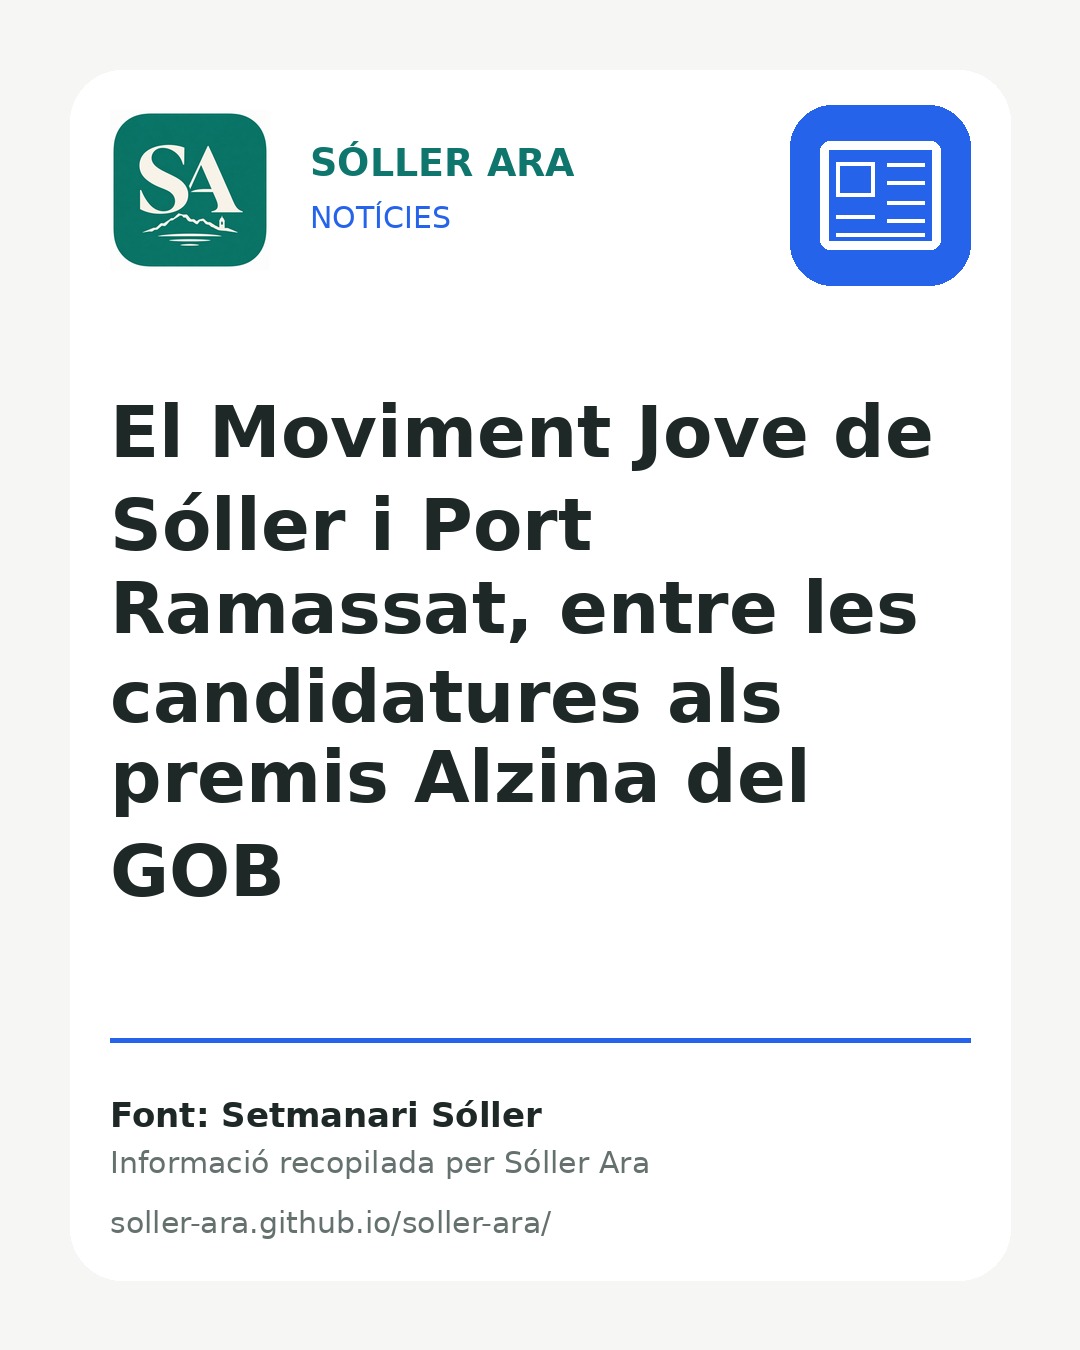 SA
SÓLLER ARA
NOTÍCIES
El Moviment Jove de
Sóller i Port
Ramassat, entre les
candidatures als
premis Alzina del
GOB
Font: Setmanari Sóller
Informació recopilada per Sóller Ara
soller-ara.github.io/soller-ara/